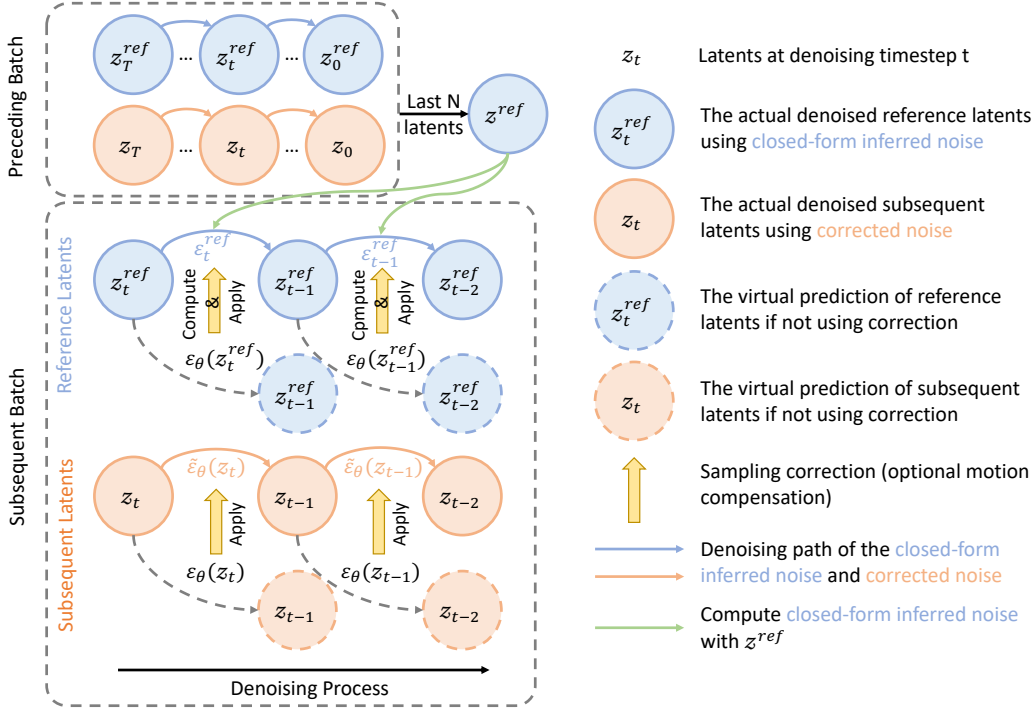 Preceding Batch
z_T^{ref} ... z_t^{ref} ... z_0^{ref}
z_T ... z_t ... z_0
Last N
latents
z^{ref}
Subsequent Batch
Reference Latents
ε_t^{ref} ε_{t-1}^{ref}
z_t^{ref} z_{t-1}^{ref} z_{t-2}^{ref}
Compute
&
Apply
Cpmpute
&
Apply
ε_θ(z_t^{ref}) ε_θ(z_{t-1}^{ref})
z_{t-1}^{ref} z_{t-2}^{ref}
Subsequent Latents
ε̃_θ(z_t) ε̃_θ(z_{t-1})
z_t z_{t-1} z_{t-2}
Apply
Apply
ε_θ(z_t) ε_θ(z_{t-1})
z_{t-1} z_{t-2}
Denoising Process
z_t Latents at denoising timestep t
z_t^{ref}
The actual denoised reference latents
using closed-form inferred noise
z_t
The actual denoised subsequent
latents using corrected noise
z_t^{ref}
The virtual prediction of reference
latents if not using correction
z_t
The virtual prediction of subsequent
latents if not using correction
Sampling correction (optional motion
compensation)
Denoising path of the closed-form
inferred noise and corrected noise
Compute closed-form inferred noise
with z^{ref}